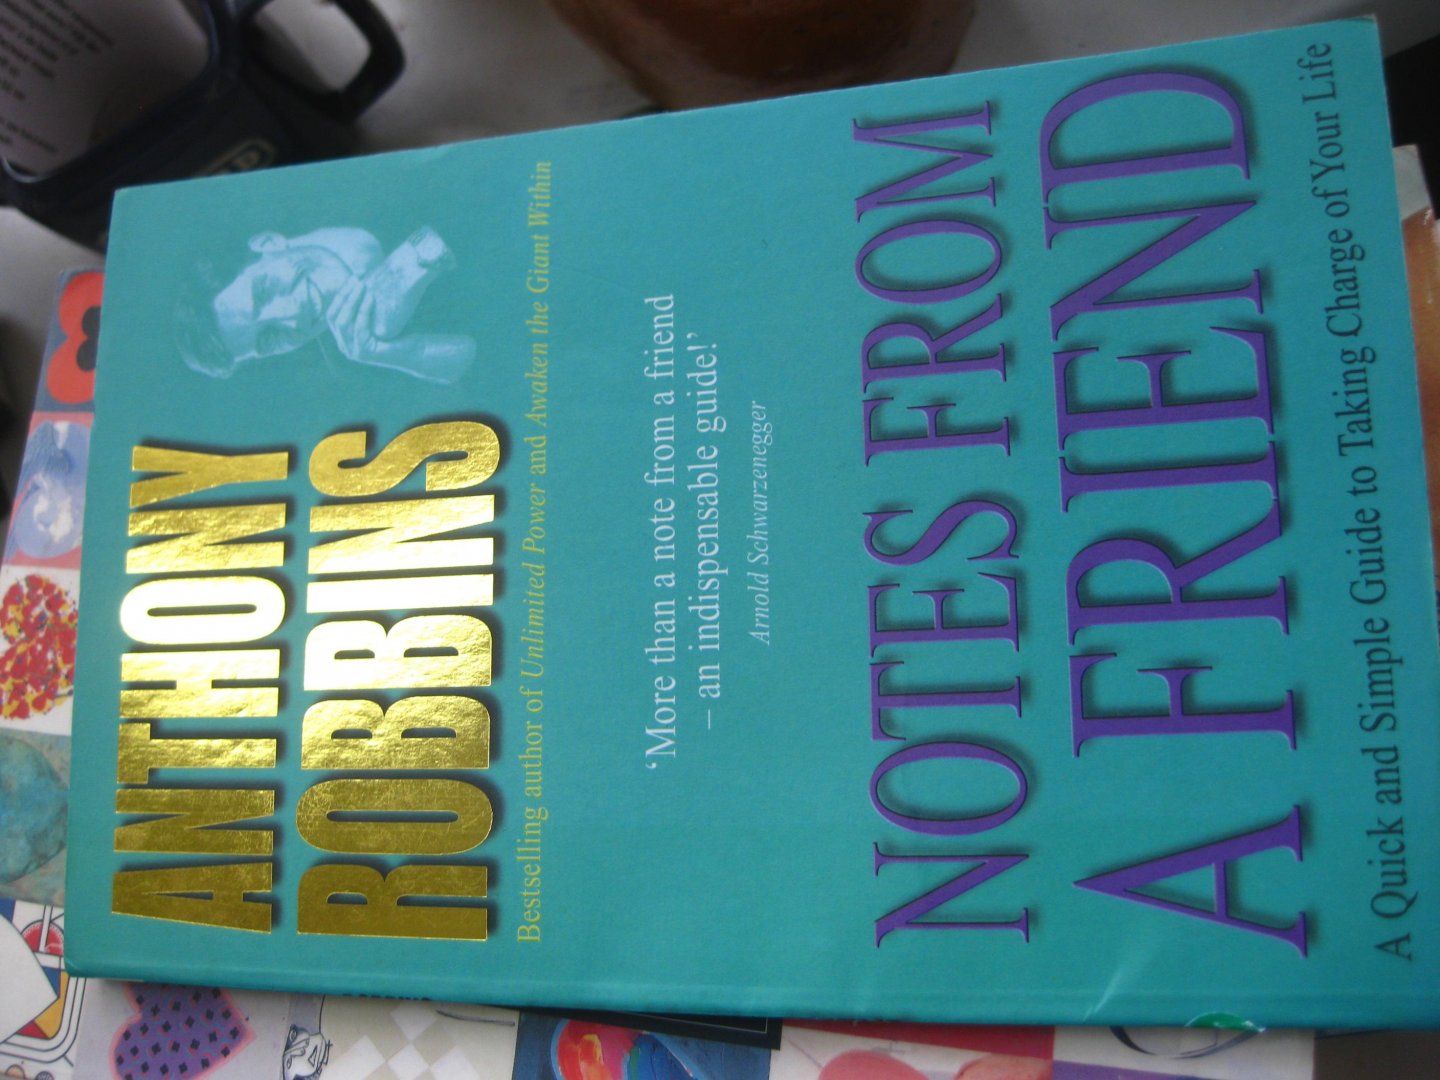 ANTHONY
ROBBINS
Bestselling author of Unlimited Power and Awaken the Giant Within
‘More than a note from a friend
– an indispensable guide!’
Arnold Schwarzenegger
NOTES FROM
A FRIEND
A Quick and Simple Guide to Taking Charge of Your Life